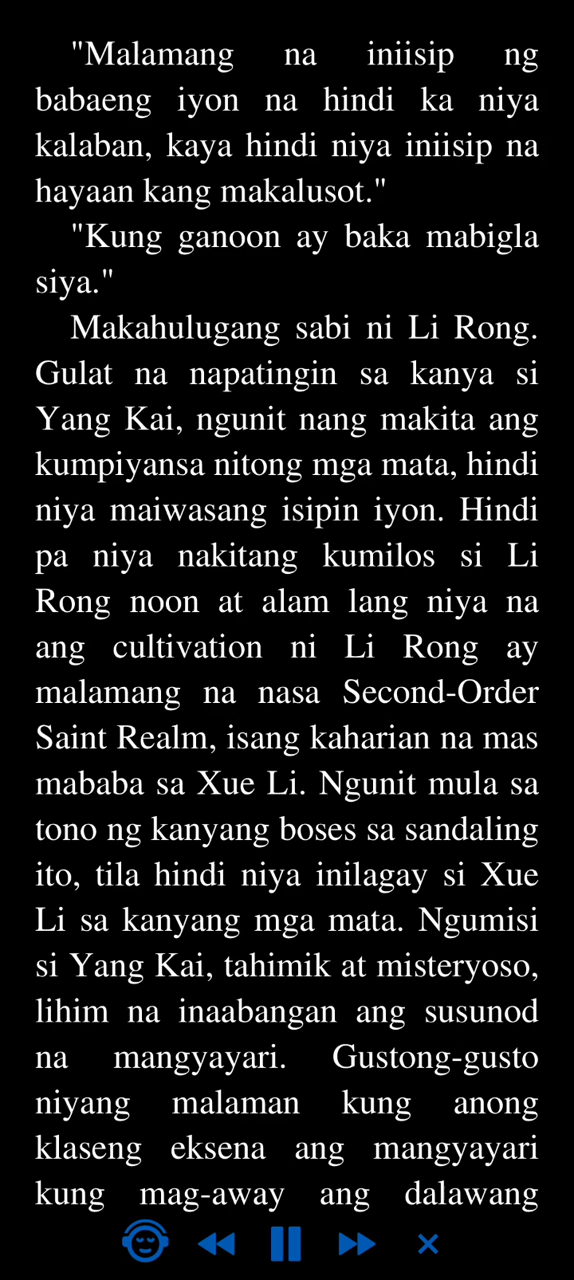 "Malamang na iniisip ng
babaeng iyon na hindi ka niya
kalaban, kaya hindi niya iniisip na
hayaan kang makalusot."
"Kung ganoon ay baka mabigla
siya."
Makahulugang sabi ni Li Rong.
Gulat na napatingin sa kanya si
Yang Kai, ngunit nang makita ang
kumpiyansa nitong mga mata, hindi
niya maiwasang isipin iyon. Hindi
pa niya nakitang kumilos si Li
Rong noon at alam lang niya na
ang cultivation ni Li Rong ay
malamang na nasa Second-Order
Saint Realm, isang kaharian na mas
mababa sa Xue Li. Ngunit mula sa
tono ng kanyang boses sa sandaling
ito, tila hindi niya inilagay si Xue
Li sa kanyang mga mata. Ngumisi
si Yang Kai, tahimik at misteryoso,
lihim na inaabangan ang susunod
na mangyayari. Gustong-gusto
niyang malaman kung anong
klaseng eksena ang mangyayari
kung mag-away ang dalawang